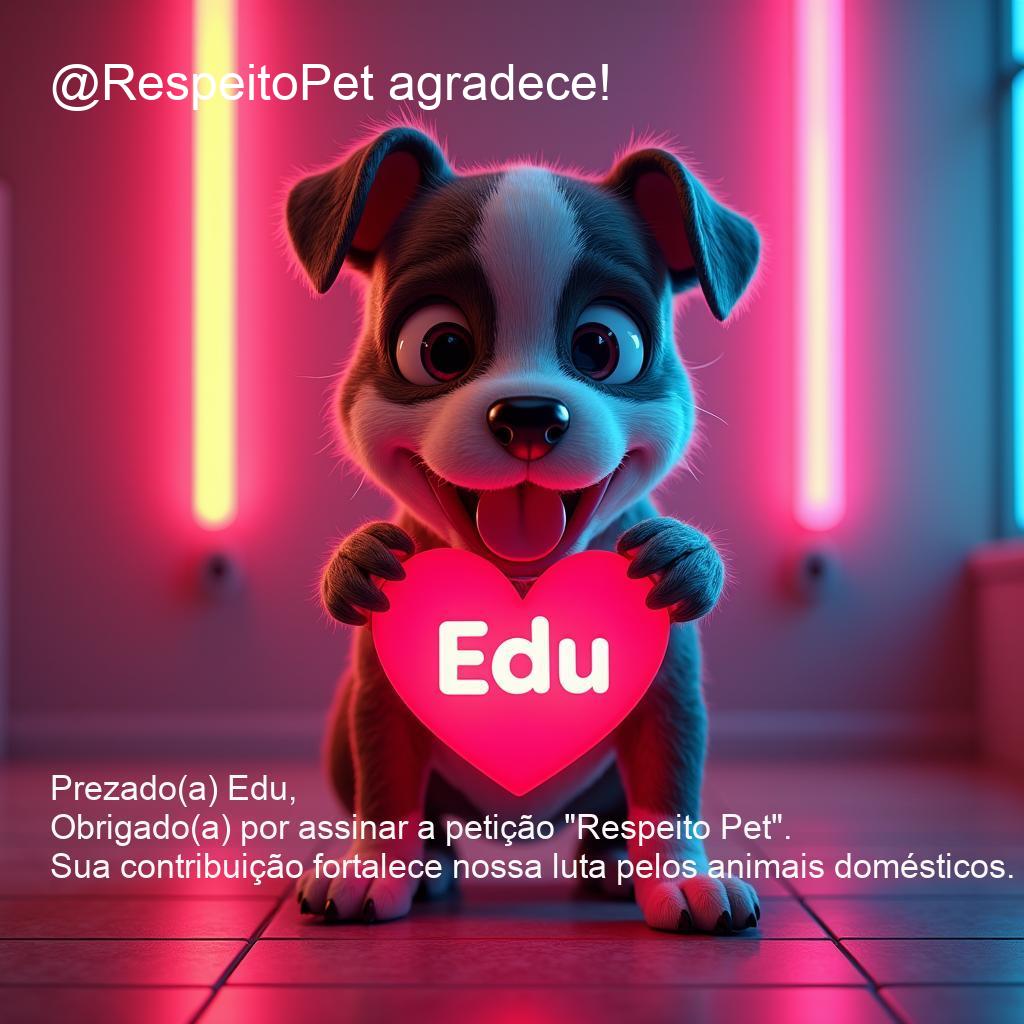 @RespeitoPet agradece!
Edu
Prezado(a) Edu,
Obrigado(a) por assinar a petição "Respeito Pet".
Sua contribuição fortalece nossa luta pelos animais domésticos.